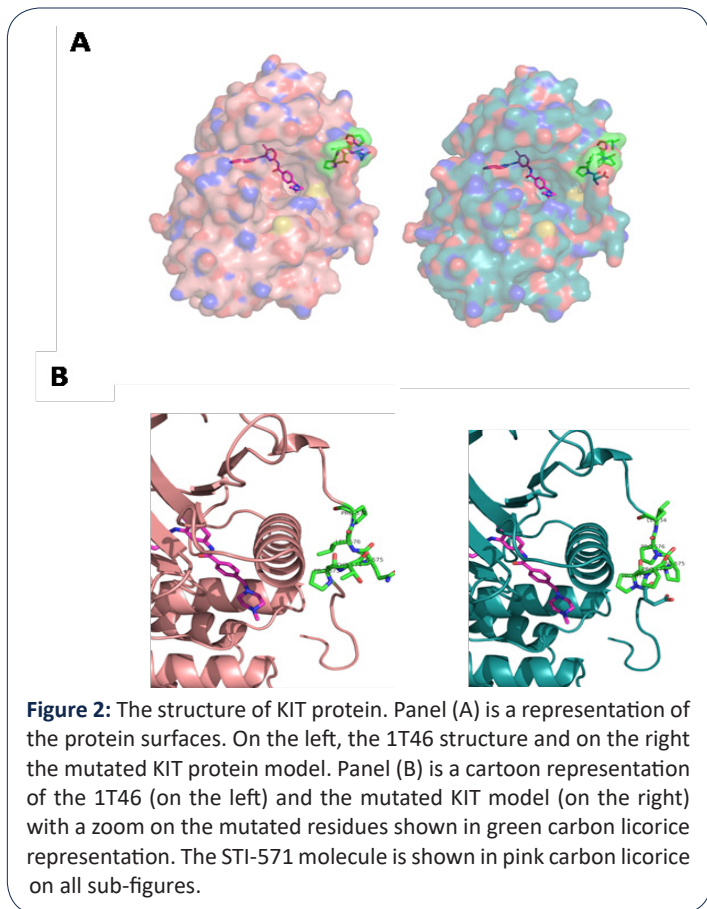 A
B
Figure 2: The structure of KIT protein. Panel (A) is a representation of
the protein surfaces. On the left, the 1T46 structure and on the right
the mutated KIT protein model. Panel (B) is a cartoon representation
of the 1T46 (on the left) and the mutated KIT model (on the right)
with a zoom on the mutated residues shown in green carbon licorice
representation. The STI-571 molecule is shown in pink carbon licorice
on all sub-figures.